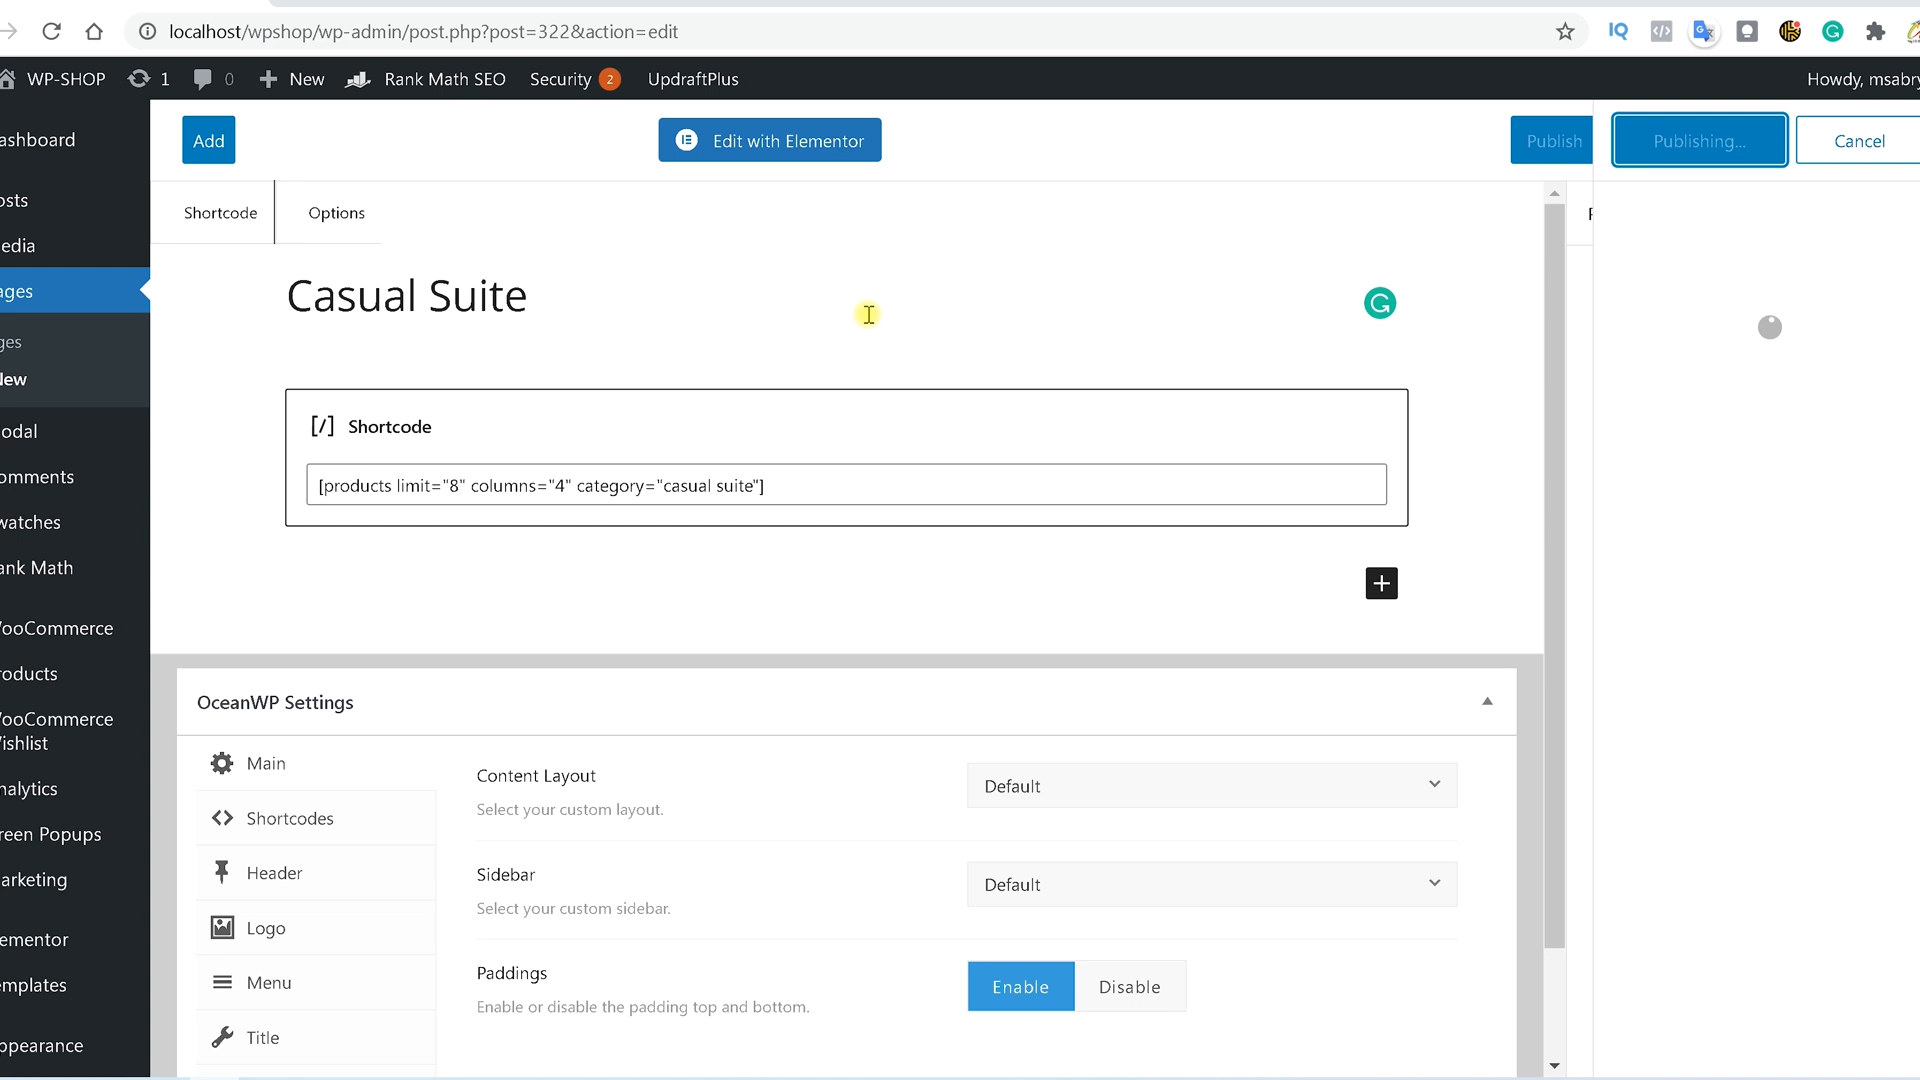 localhost/wpshop/wp-admin/post.php?post=322&action=edit
IQ
WP-SHOP 1 0 New Rank Math SEO Security 2 UpdraftPlus Howdy, msabry
Add
Edit with Elementor
Publish
Publishing...
Cancel
ashboard
osts
edia
ages
ges
lew
odal
omments
watches
ank Math
ooCommerce
roducts
ooCommerce
ishlist
nalytics
reen Popups
arketing
ementor
emplates
ppearance
Shortcode Options
Casual Suite
[/] Shortcode
[products limit="8" columns="4" category="casual suite"]
OceanWP Settings
Main
Shortcodes
Header
Logo
Menu
Title
Content Layout
Select your custom layout.
Default
Sidebar
Select your custom sidebar.
Default
Paddings
Enable or disable the padding top and bottom.
Enable Disable